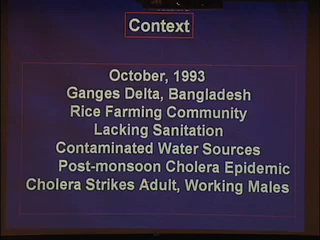 Context
October, 1993
Ganges Delta, Bangladesh
Rice Farming Community
Lacking Sanitation
Contaminated Water Sources
Post-monsoon Cholera Epidemic
Cholera Strikes Adult, Working Males